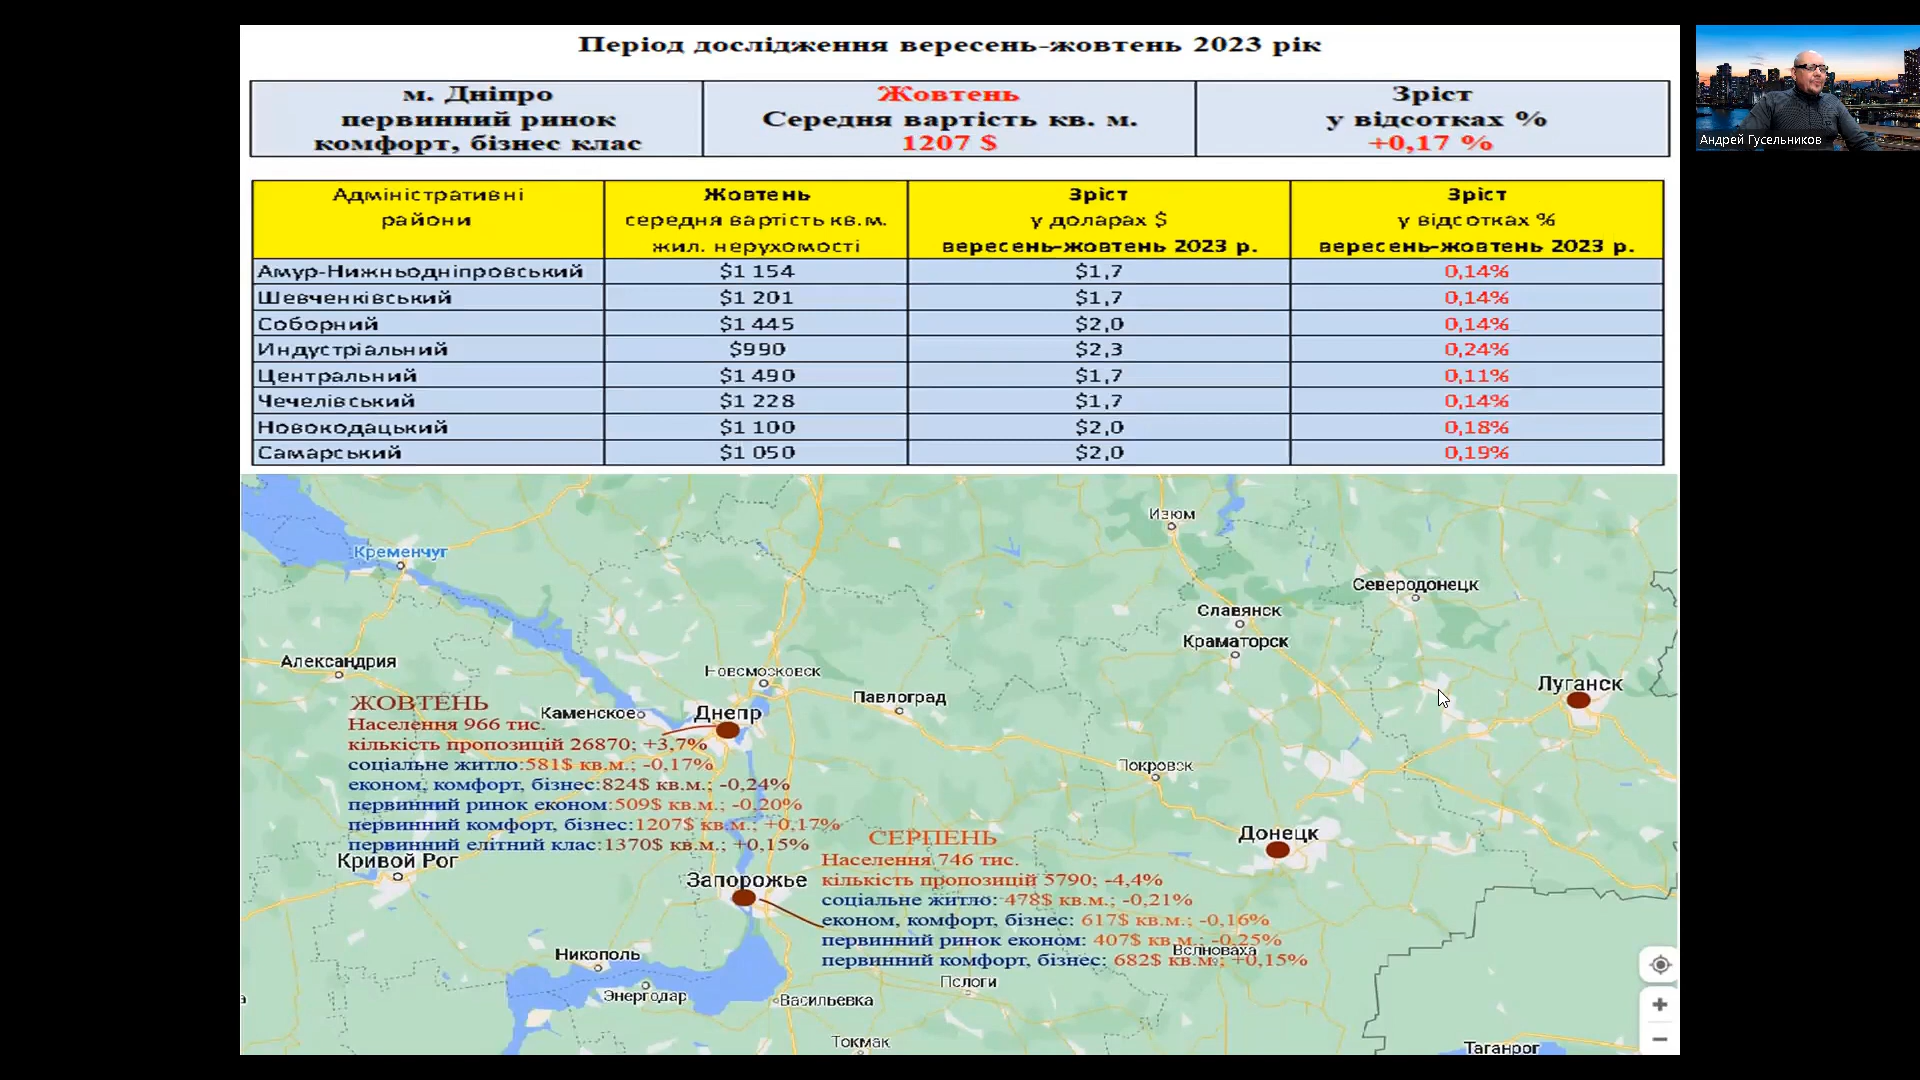 Період дослідження вересень-жовтень 2023 рік
м. Дніпро
первинний ринок
комфорт, бізнес клас
Жовтень
Середня вартість кв. м.
1207 $
Зріст
у відсотках %
+0,17 %
Адміністративні
райони
Жовтень
середня вартість кв.м.
жил. нерухомості
Зріст
у доларах $
вересень-жовтень 2023 р.
Зріст
у відсотках %
вересень-жовтень 2023 р.
Амур-Нижньодніпровський $1 154 $1,7 0,14%
Шевченківський $1 201 $1,7 0,14%
Соборний $1 445 $2,0 0,14%
Индустріальний $990 $2,3 0,24%
Центральний $1 490 $1,7 0,11%
Чечелівський $1 228 $1,7 0,14%
Новокодацький $1 100 $2,0 0,18%
Самарський $1 050 $2,0 0,19%
Андрей Гусельников
Изюм
Кременчуг
Северодонецк
Славянск
Краматорск
Александрия
Новомосковск
Павлоград
Луганск
Каменское
Днепр
ЖОВТЕНЬ
Населення 966 тис.
кількість пропозицій 26870; +3,7%
соціальне житло:581$ кв.м.; -0,17%
економ, комфорт, бізнес:824$ кв.м.; -0,24%
первинний ринок економ:509$ кв.м.; -0,20%
первинний комфорт, бізнес:1207$ кв.м.; +0,17%
первинний елітний клас:1370$ кв.м.; +0,15%
Покровск
Донецк
Кривой Рог
Запорожье
СЕРПЕНЬ
Населення 746 тис.
кількість пропозицій 5790; -4,4%
соціальне житло: 478$ кв.м.; -0,21%
економ, комфорт, бізнес: 617$ кв.м.; -0,16%
первинний ринок економ: 407$ кв.м.; -0,25%
первинний комфорт, бізнес: 682$ кв.м.; +0,15%
Волноваха
Никополь
Энергодар
Васильевка
Пологи
Токмак
Таганрог
а
+
−